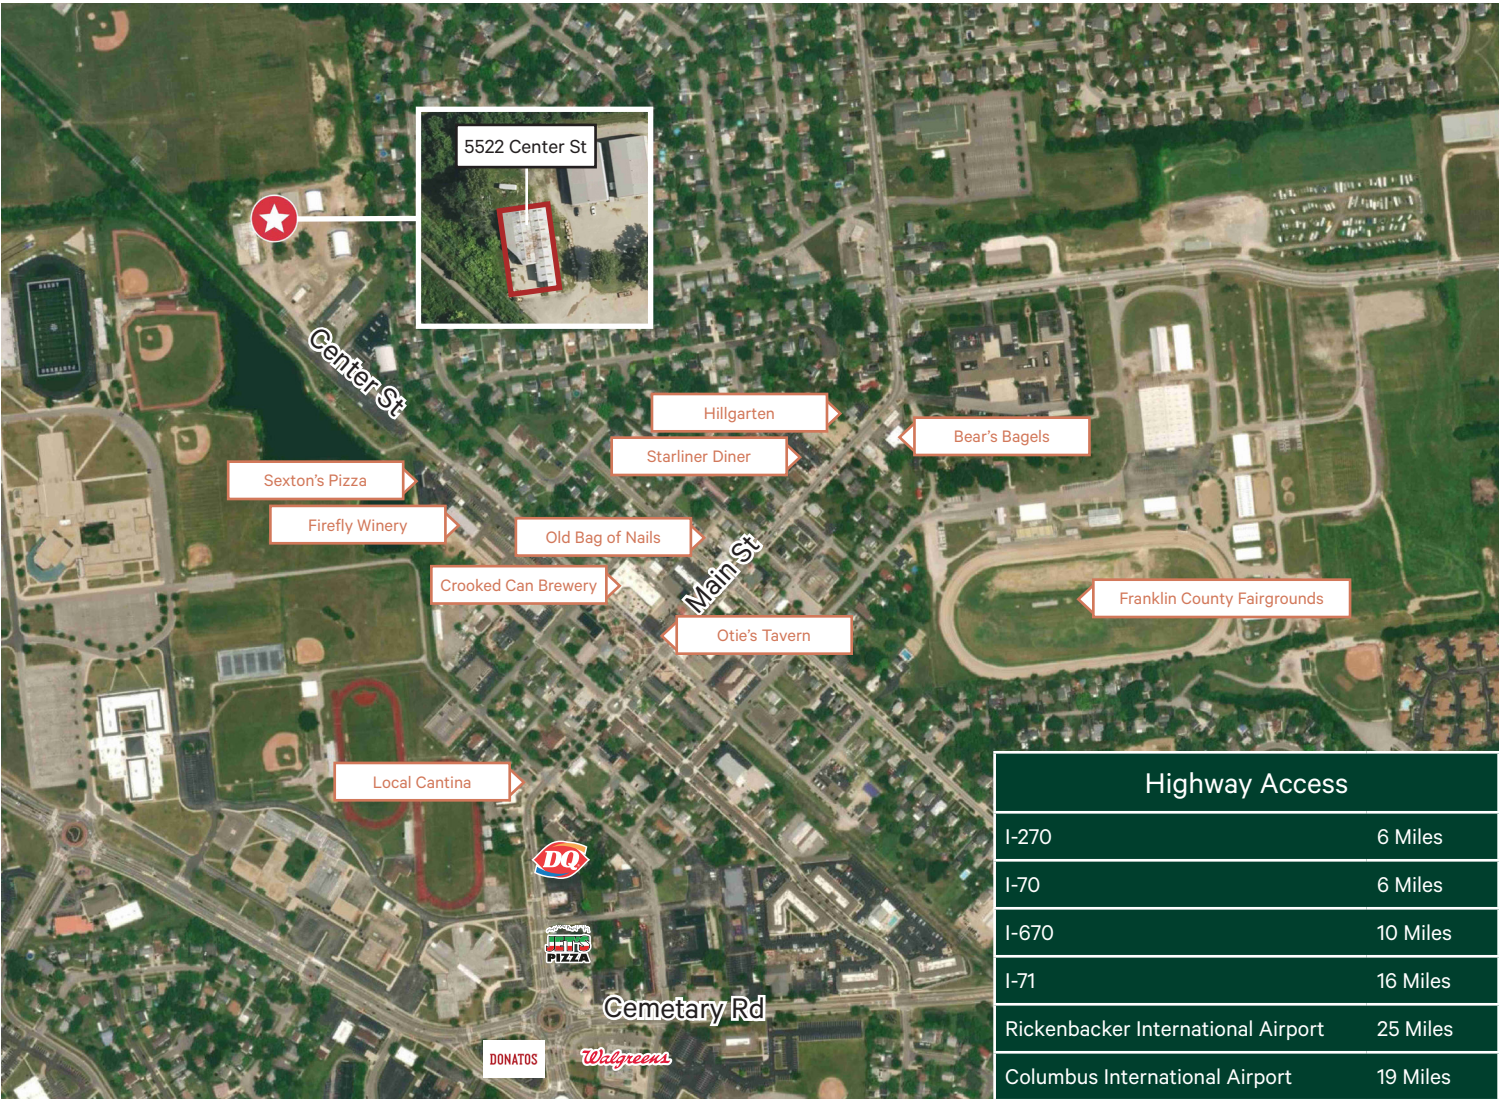 5522 Center St
Center St
Hillgarten
Bear's Bagels
Starliner Diner
Sexton's Pizza
Firefly Winery
Old Bag of Nails
Main St
Crooked Can Brewery
Franklin County Fairgrounds
Otie's Tavern
Local Cantina
DQ
JET'S
PIZZA
Cemetary Rd
DONATOS
Walgreens
Highway Access
I-270 6 Miles
I-70 6 Miles
I-670 10 Miles
I-71 16 Miles
Rickenbacker International Airport 25 Miles
Columbus International Airport 19 Miles